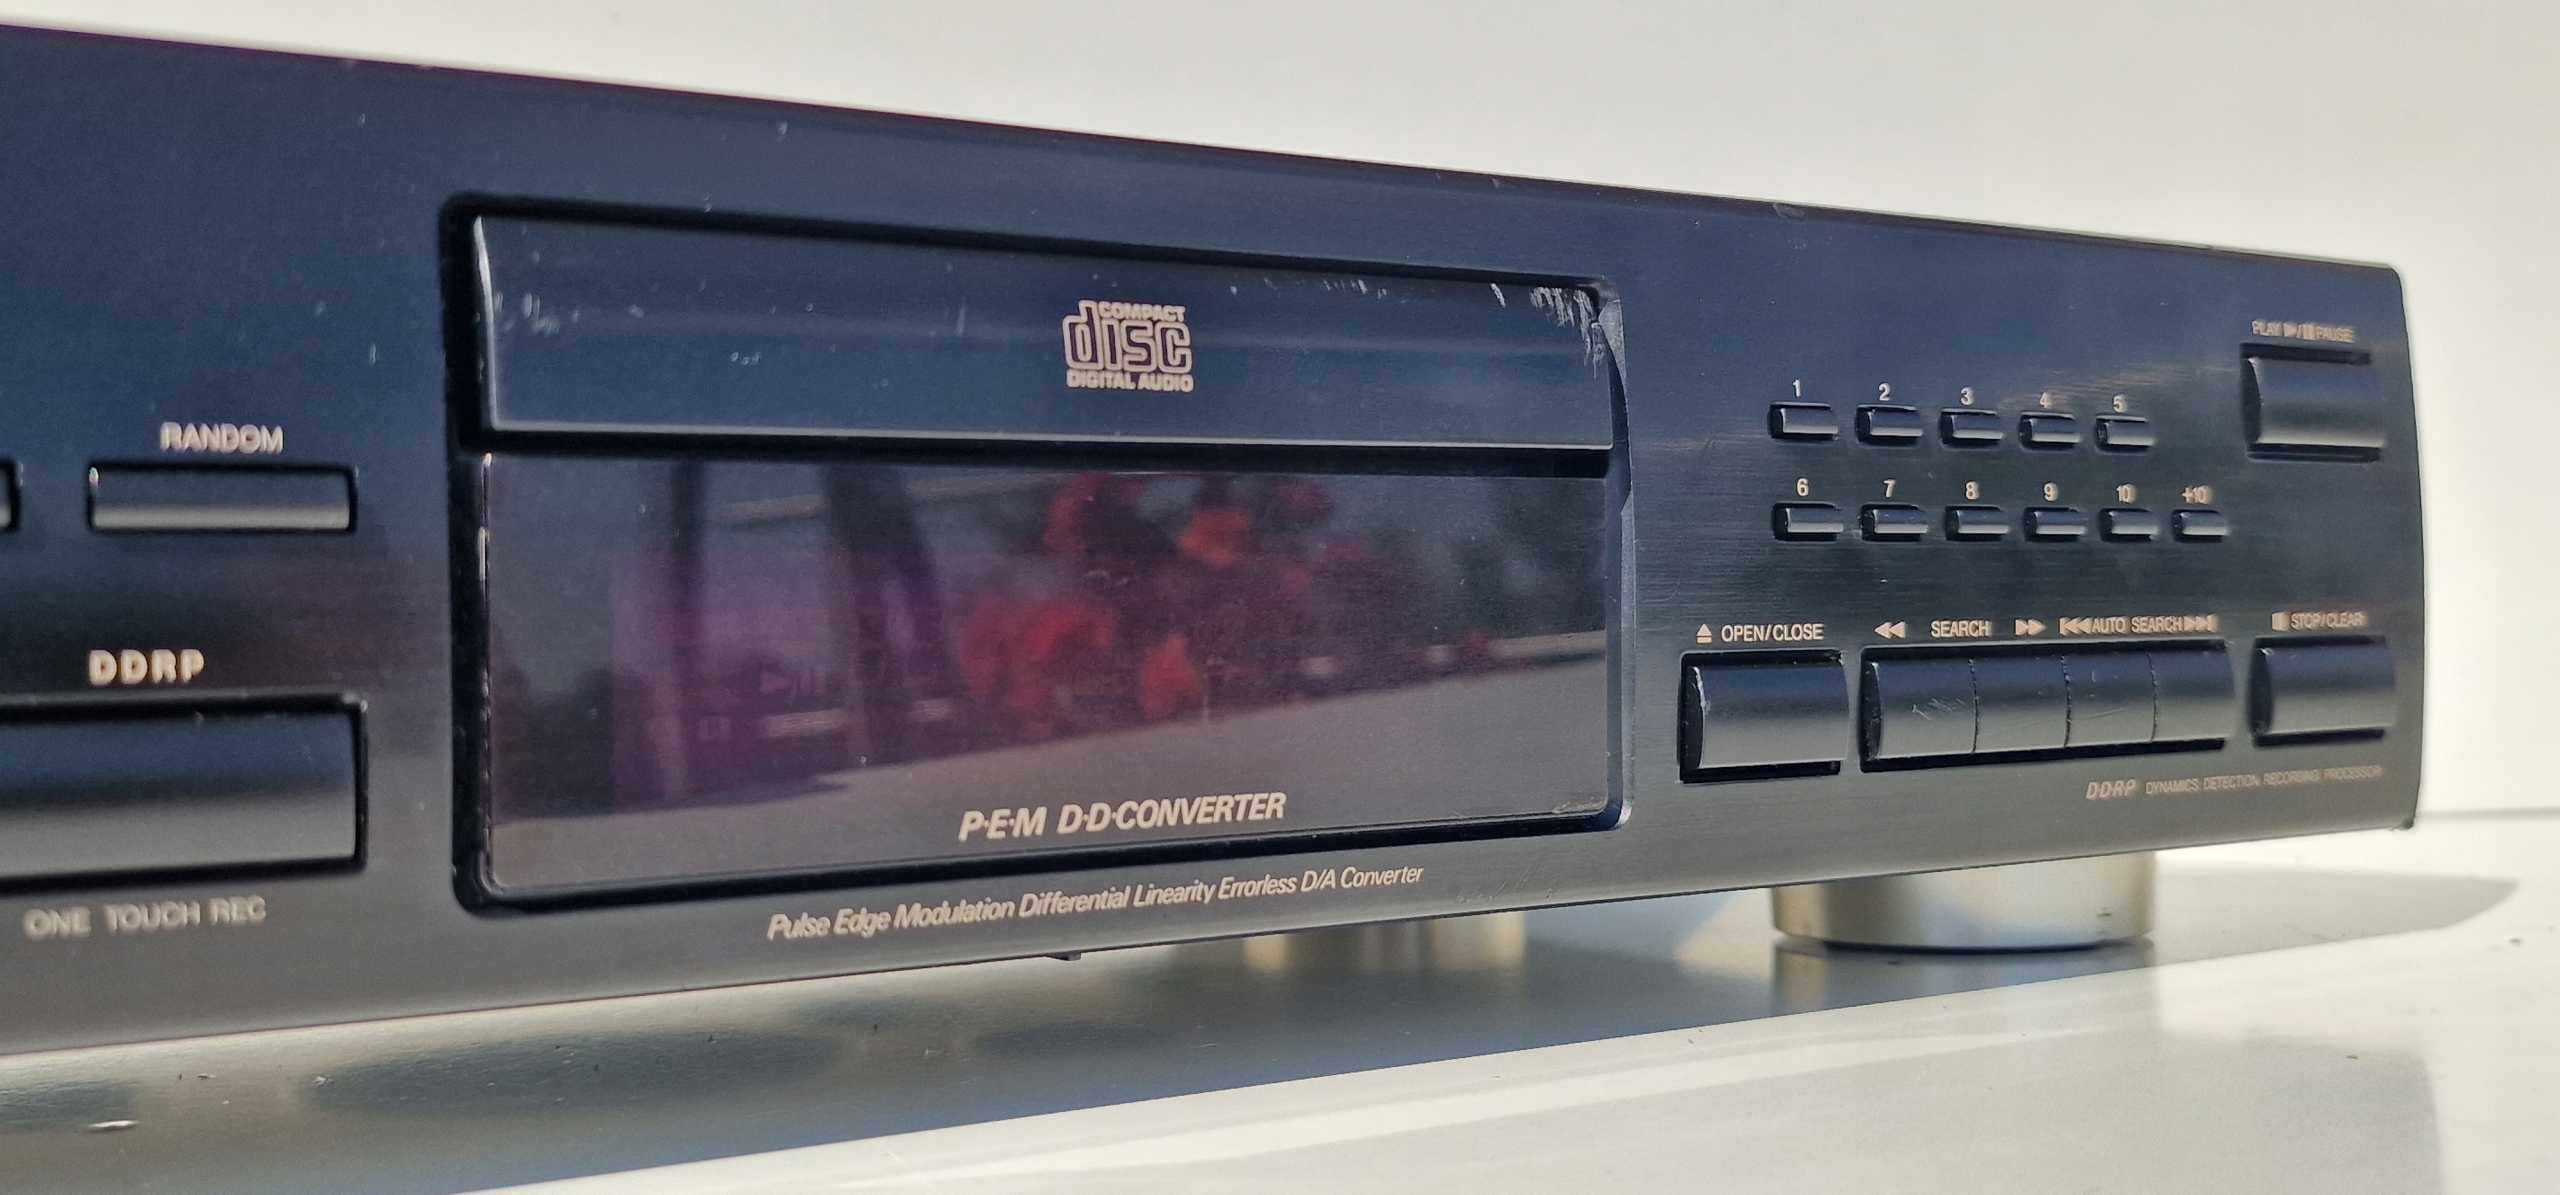 RANDOM
DDRP
ONE TOUCH REC
COMPACT
disc
DIGITAL AUDIO
P·E·M D·D·CONVERTER
Pulse Edge Modulation Differential Linearity Errorless D/A Converter
PLAY ▶/❚❚ PAUSE
1 2 3 4 5
6 7 8 9 10 +10
⏏ OPEN/CLOSE ◀◀ SEARCH ▶▶ |◀◀ AUTO SEARCH ▶▶| ■ STOP/CLEAR
DDRP DYNAMICS DETECTION RECORDING PROCESSOR